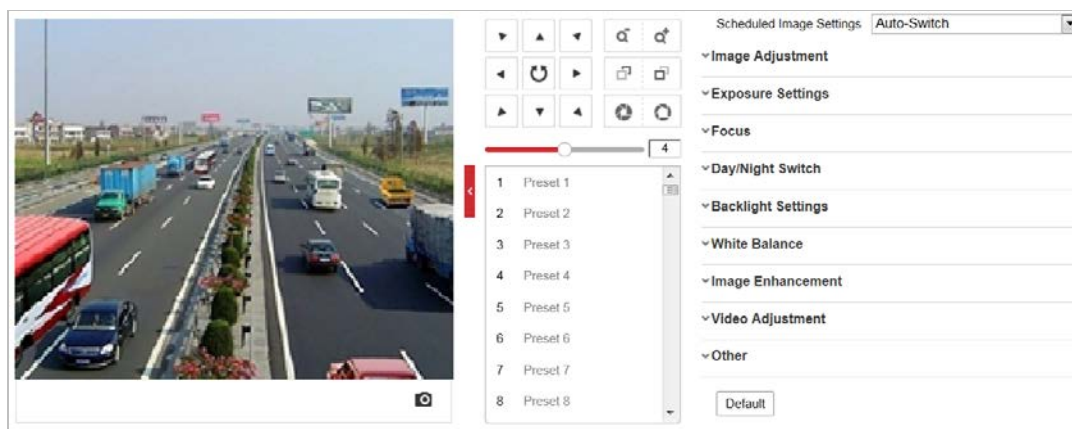 Scheduled Image Settings Auto-Switch
Image Adjustment
Exposure Settings
Focus
Day/Night Switch
Backlight Settings
White Balance
Image Enhancement
Video Adjustment
Other
Default
4
1 Preset 1
2 Preset 2
3 Preset 3
4 Preset 4
5 Preset 5
6 Preset 6
7 Preset 7
8 Preset 8